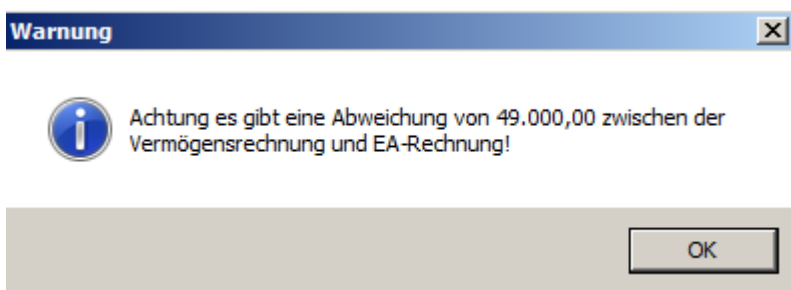 Warnung
Achtung es gibt eine Abweichung von 49.000,00 zwischen der
Vermögensrechnung und EA-Rechnung!
OK